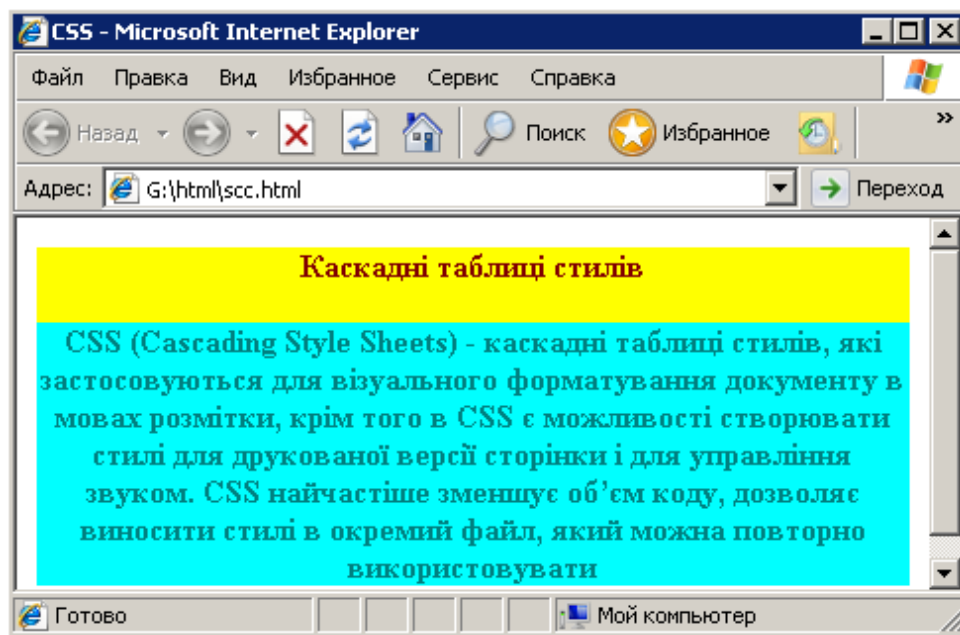 CSS - Microsoft Internet Explorer
Файл Правка Вид Избранное Сервис Справка
Назад Поиск Избранное »
Адрес: G:\html\scc.html Переход
Каскадні таблиці стилів
CSS (Cascading Style Sheets) - каскадні таблиці стилів, які
застосовуються для візуального форматування документу в
мовах розмітки, крім того в CSS є можливості створювати
стилі для друкованої версії сторінки і для управління
звуком. CSS найчастіше зменшує об’єм коду, дозволяє
виносити стилі в окремий файл, який можна повторно
використовувати
Готово Мой компьютер